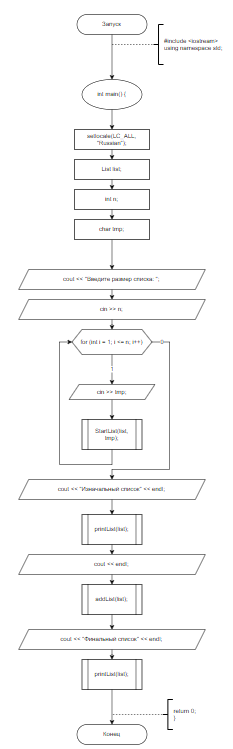 Запуск
#include <iostream>
using namespace std;
int main() {
setlocale(LC_ALL,
"Russian");
List list;
int n;
char tmp;
cout << "Введите размер списка: ";
cin >> n;
for (int i = 1; i <= n; i++)
0
1
cin >> tmp;
StartList(list,
tmp);
cout << "Изначальный список" << endl;
printList(list);
cout << endl;
addList(list);
cout << "Финальный список" << endl;
printList(list);
return 0;
}
Конец